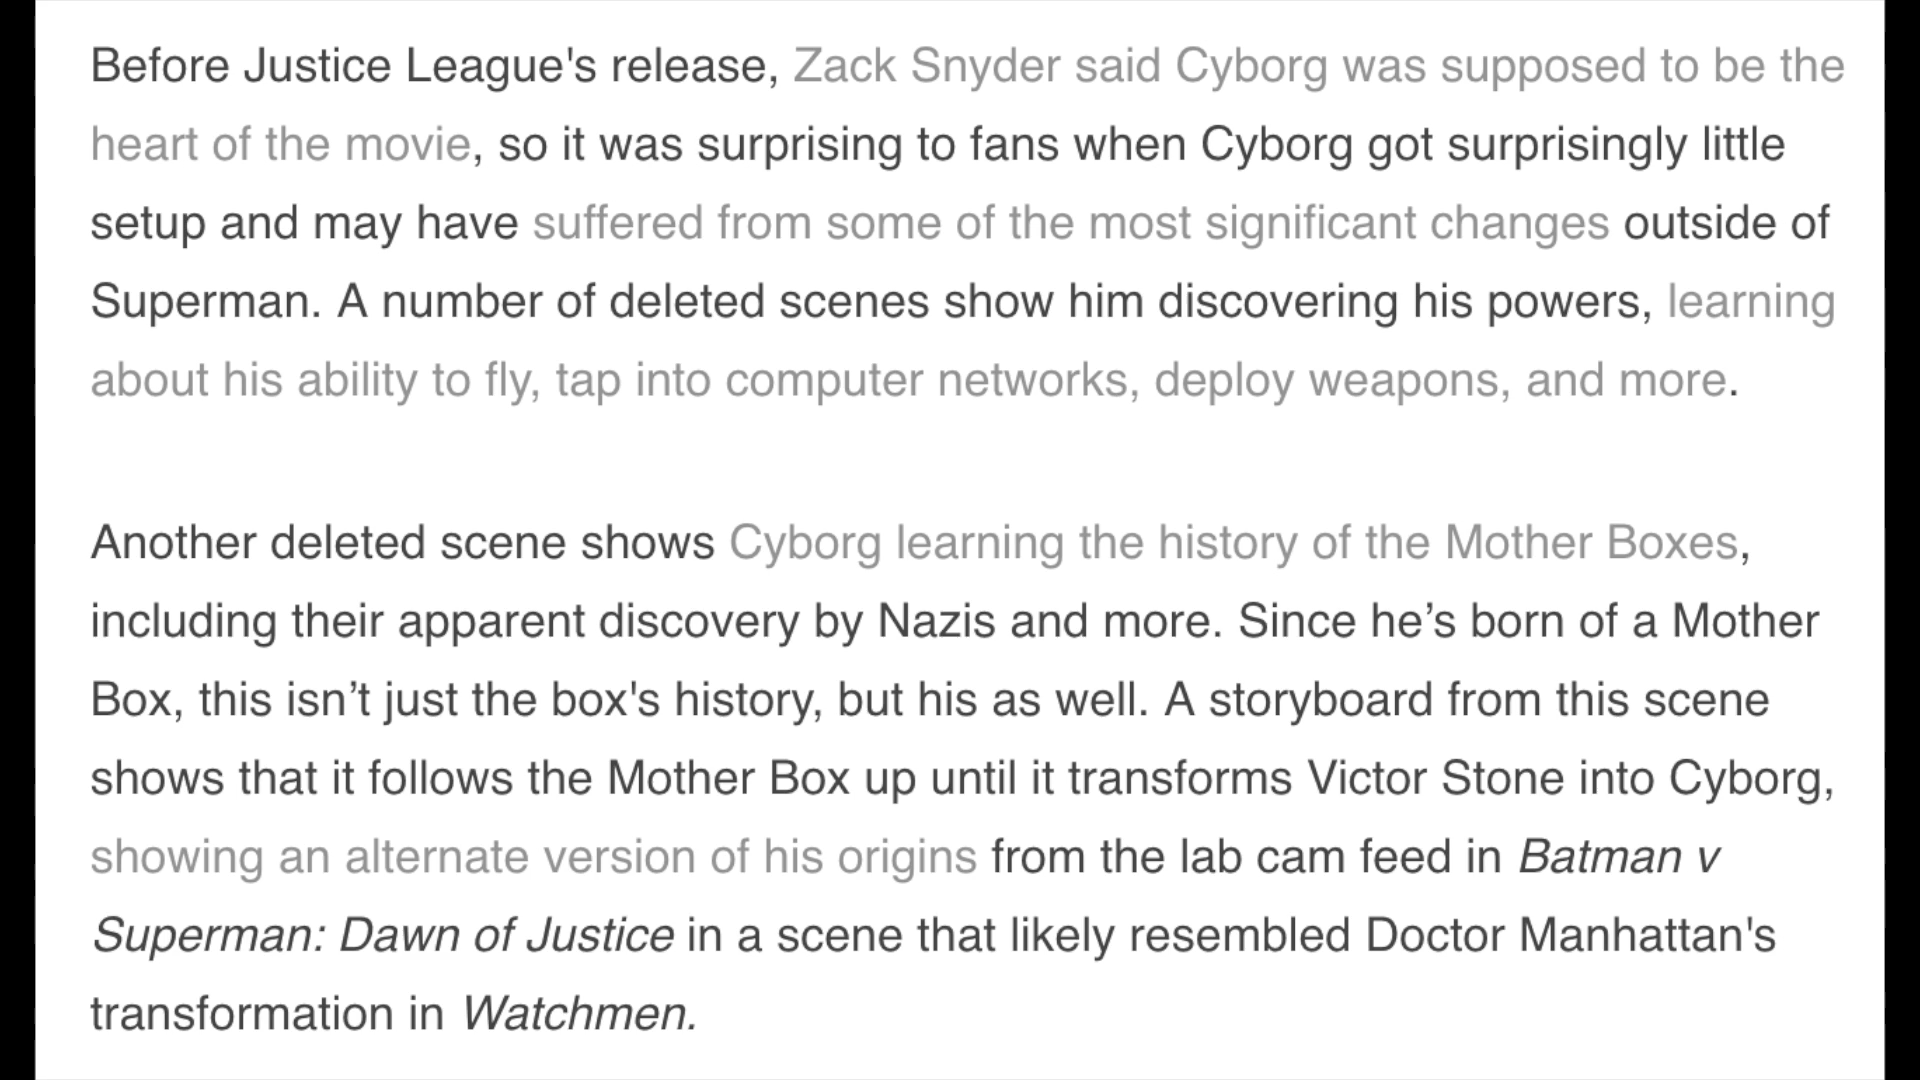 Before Justice League's release, Zack Snyder said Cyborg was supposed to be the
heart of the movie, so it was surprising to fans when Cyborg got surprisingly little
setup and may have suffered from some of the most significant changes outside of
Superman. A number of deleted scenes show him discovering his powers, learning
about his ability to fly, tap into computer networks, deploy weapons, and more.
Another deleted scene shows Cyborg learning the history of the Mother Boxes,
including their apparent discovery by Nazis and more. Since he’s born of a Mother
Box, this isn’t just the box's history, but his as well. A storyboard from this scene
shows that it follows the Mother Box up until it transforms Victor Stone into Cyborg,
showing an alternate version of his origins from the lab cam feed in Batman v
Superman: Dawn of Justice in a scene that likely resembled Doctor Manhattan's
transformation in Watchmen.